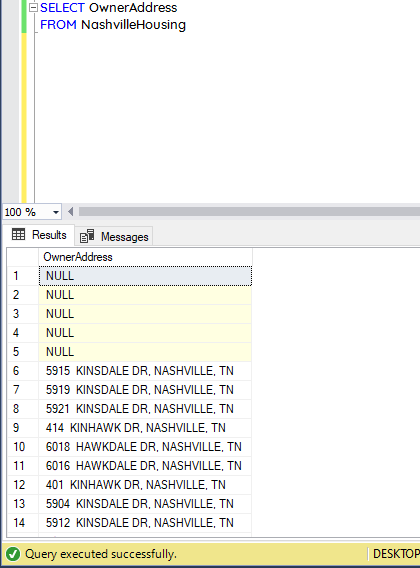 SELECT OwnerAddress
FROM NashvilleHousing
100 %
Results Messages
OwnerAddress
1 NULL
2 NULL
3 NULL
4 NULL
5 NULL
6 5915 KINSDALE DR, NASHVILLE, TN
7 5919 KINSDALE DR, NASHVILLE, TN
8 5921 KINSDALE DR, NASHVILLE, TN
9 414 KINHAWK DR, NASHVILLE, TN
10 6018 HAWKDALE DR, NASHVILLE, TN
11 6016 HAWKDALE DR, NASHVILLE, TN
12 401 KINHAWK DR, NASHVILLE, TN
13 5904 KINSDALE DR, NASHVILLE, TN
14 5912 KINSDALE DR, NASHVILLE, TN
Query executed successfully. DESKTOP